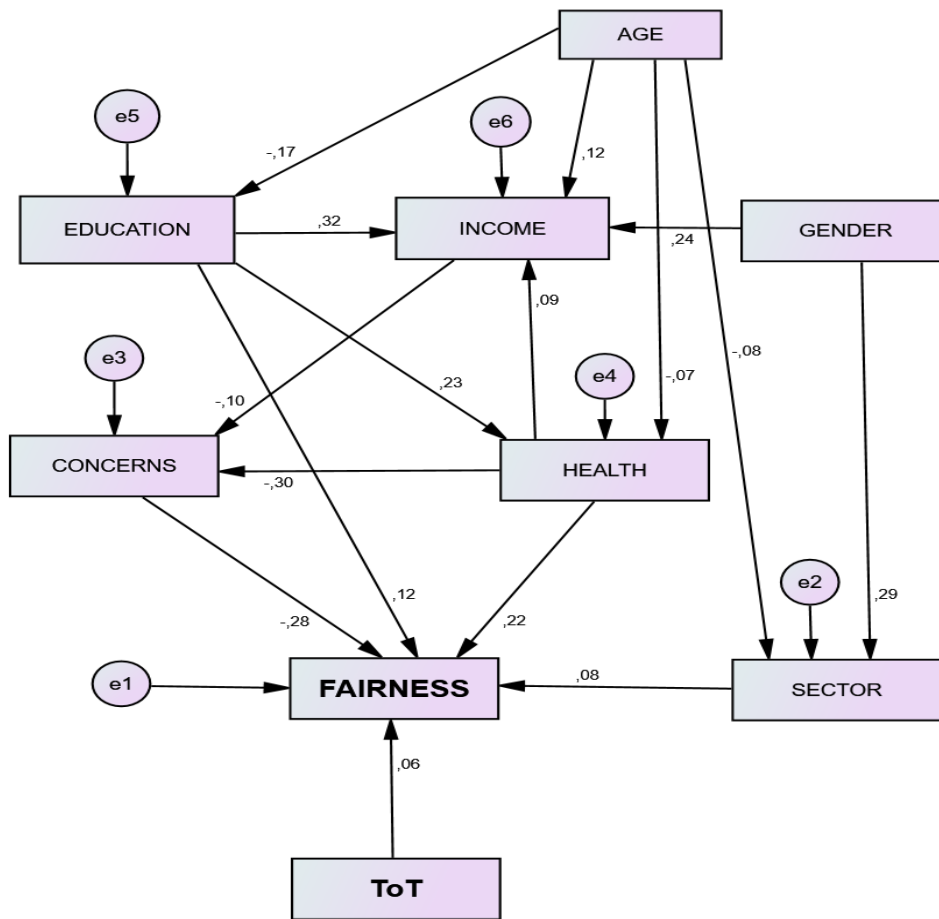 AGE
e5
e6
-,17
,12
EDUCATION
,32
INCOME
GENDER
,24
,09
e3
-,08
e4
-,10
,23
-,07
CONCERNS
HEALTH
-,30
e2
,12
,29
-,28
,22
e1
FAIRNESS
,08
SECTOR
,06
ToT